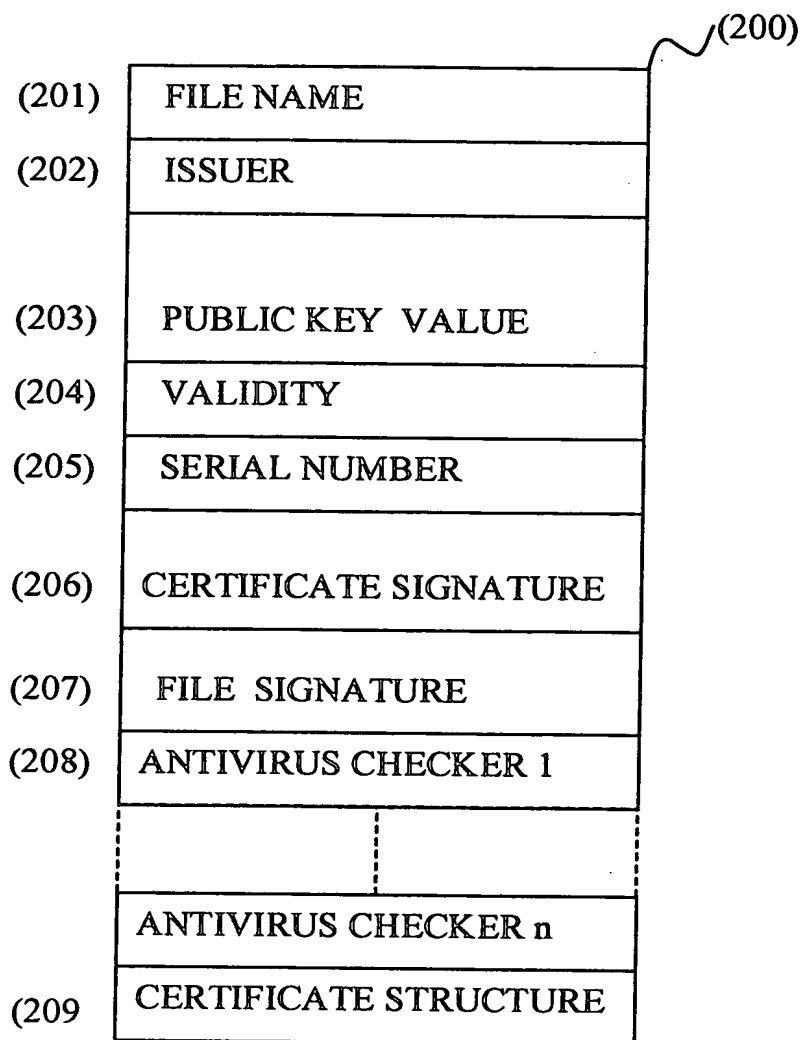 (200)
(201) FILE NAME
(202) ISSUER
(203) PUBLIC KEY VALUE
(204) VALIDITY
(205) SERIAL NUMBER
(206) CERTIFICATE SIGNATURE
(207) FILE SIGNATURE
(208) ANTIVIRUS CHECKER 1
ANTIVIRUS CHECKER n
(209 CERTIFICATE STRUCTURE